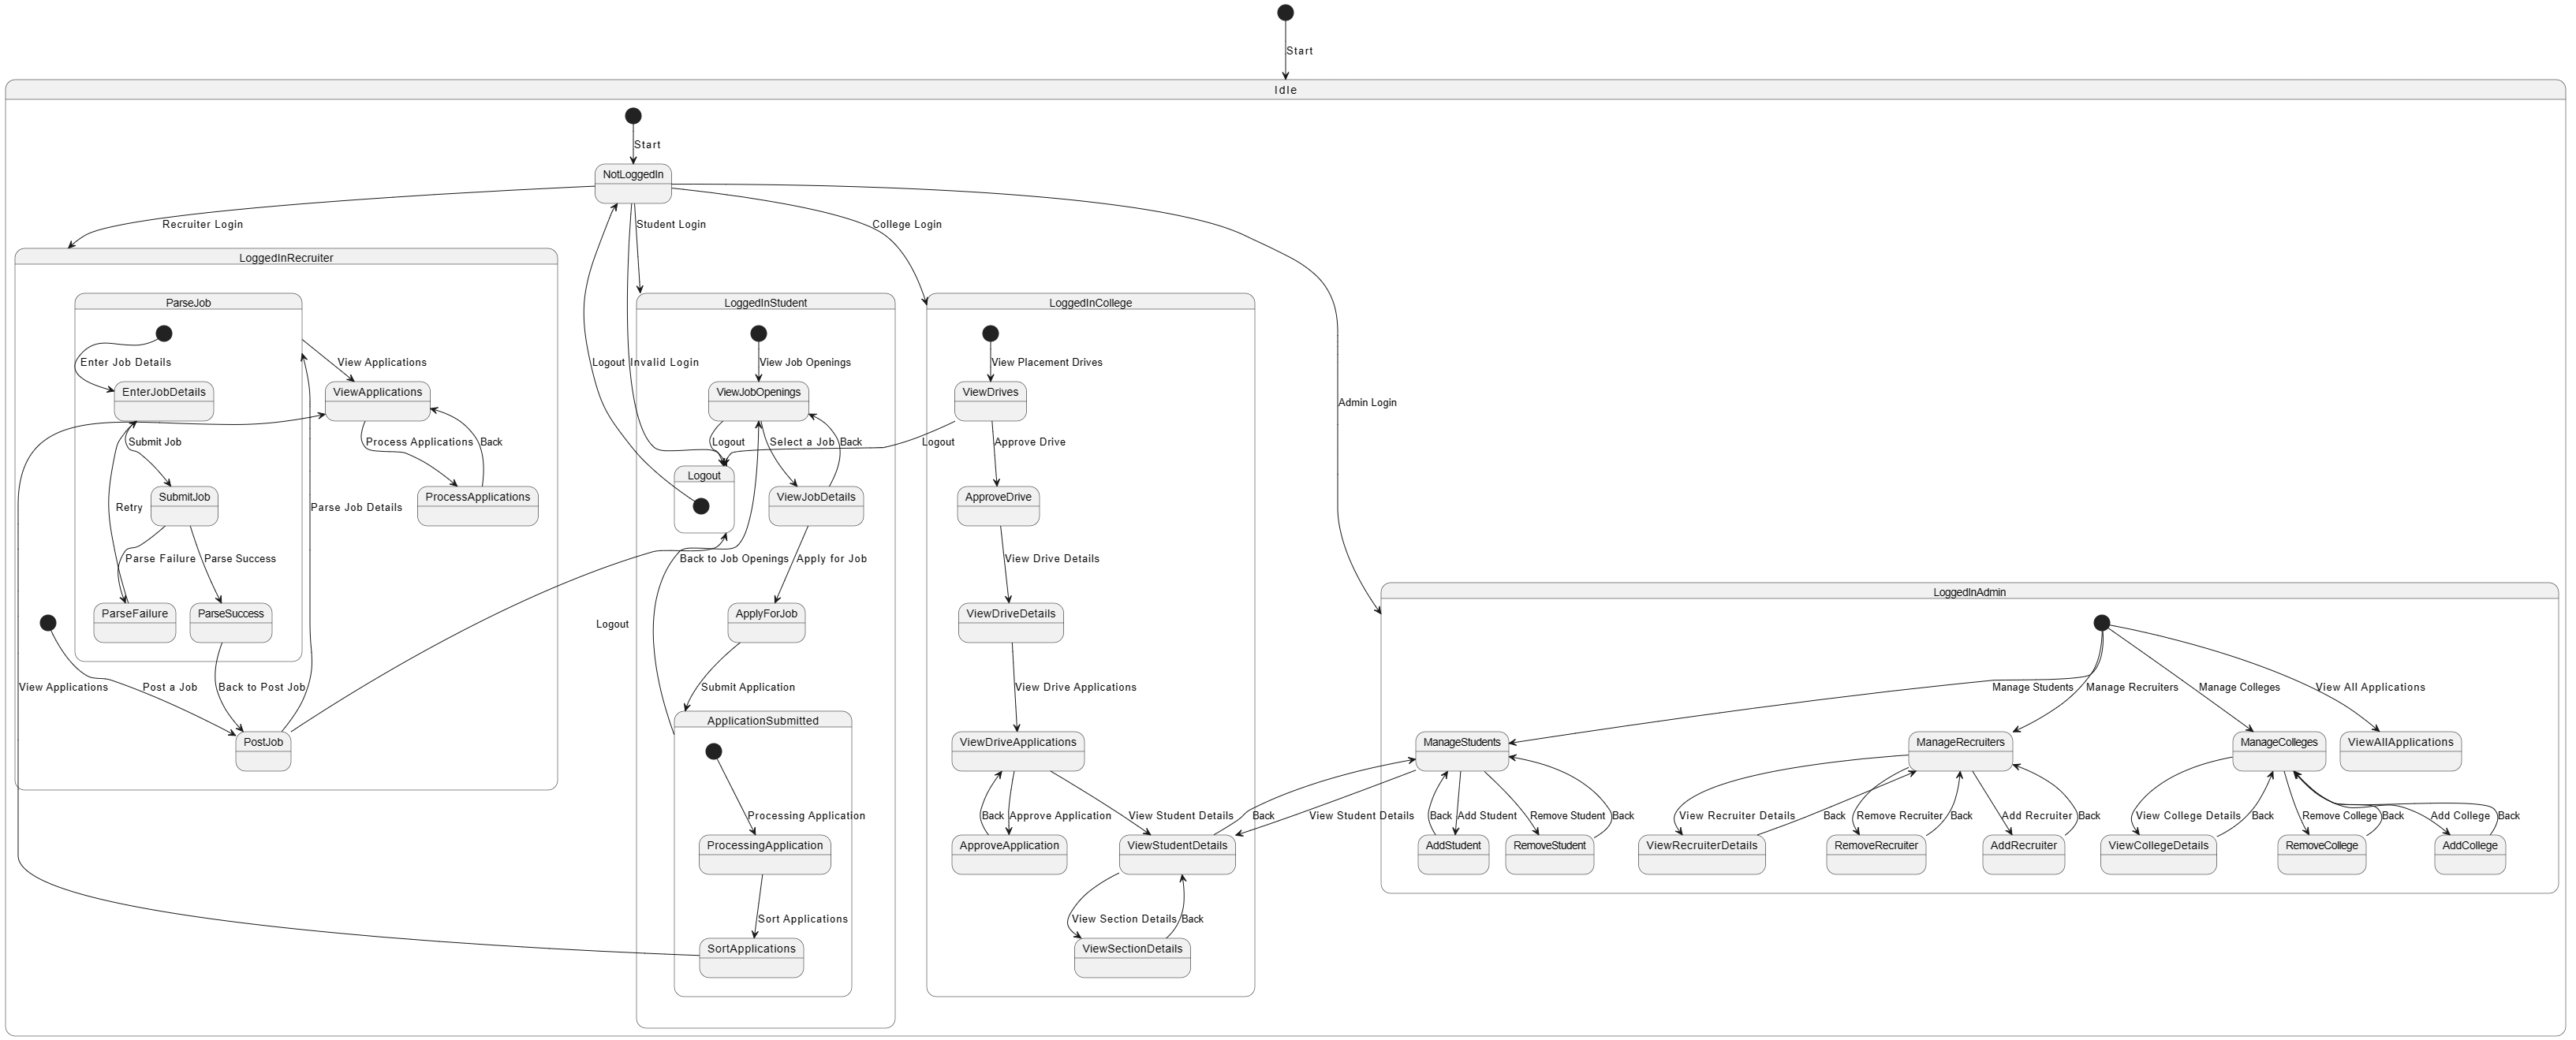 Start
Idle
Start
NotLoggedIn
Recruiter Login
Student Login
College Login
LoggedInRecruiter
ParseJob
LoggedInStudent
LoggedInCollege
Enter Job Details
View Applications
Logout
Invalid Login
View Job Openings
View Placement Drives
EnterJobDetails
ViewApplications
ViewJobOpenings
ViewDrives
Admin Login
Submit Job
Process Applications
Back
Logout
Select a Job
Back
Logout
Approve Drive
Logout
SubmitJob
ProcessApplications
ViewJobDetails
ApproveDrive
Retry
Parse Job Details
Parse Failure
Parse Success
Back to Job Openings
Apply for Job
View Drive Details
LoggedInAdmin
ParseFailure
ParseSuccess
Logout
ApplyForJob
ViewDriveDetails
View Applications
Post a Job
Back to Post Job
Submit Application
View Drive Applications
Manage Students
Manage Recruiters
Manage Colleges
View All Applications
ApplicationSubmitted
PostJob
ViewDriveApplications
ManageStudents
ManageRecruiters
ManageColleges
ViewAllApplications
Processing Application
Back
Approve Application
View Student Details
Back
View Student Details
Back
Add Student
Remove Student
Back
View Recruiter Details
Back
Remove Recruiter
Back
Add Recruiter
Back
View College Details
Back
Remove College
Back
Add College
Back
ProcessingApplication
ApproveApplication
ViewStudentDetails
AddStudent
RemoveStudent
ViewRecruiterDetails
RemoveRecruiter
AddRecruiter
ViewCollegeDetails
RemoveCollege
AddCollege
Sort Applications
View Section Details
Back
SortApplications
ViewSectionDetails